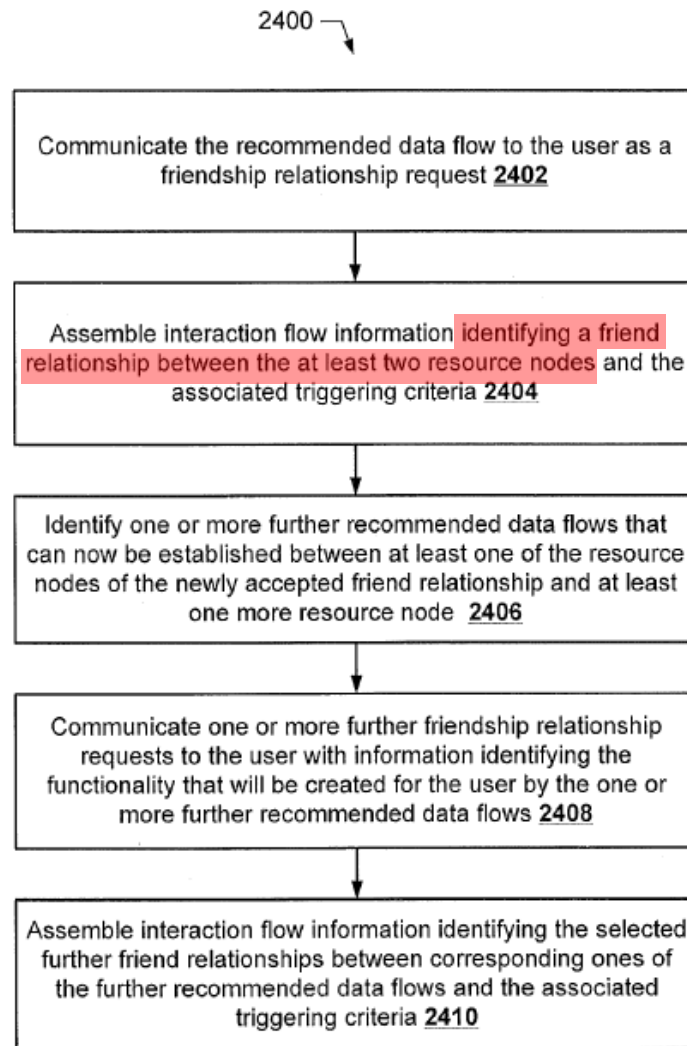 2400
Communicate the recommended data flow to the user as a
friendship relationship request 2402
Assemble interaction flow information identifying a friend
relationship between the at least two resource nodes and the
associated triggering criteria 2404
Identify one or more further recommended data flows that
can now be established between at least one of the resource
nodes of the newly accepted friend relationship and at least
one more resource node 2406
Communicate one or more further friendship relationship
requests to the user with information identifying the
functionality that will be created for the user by the one or
more further recommended data flows 2408
Assemble interaction flow information identifying the selected
further friend relationships between corresponding ones of
the further recommended data flows and the associated
triggering criteria 2410